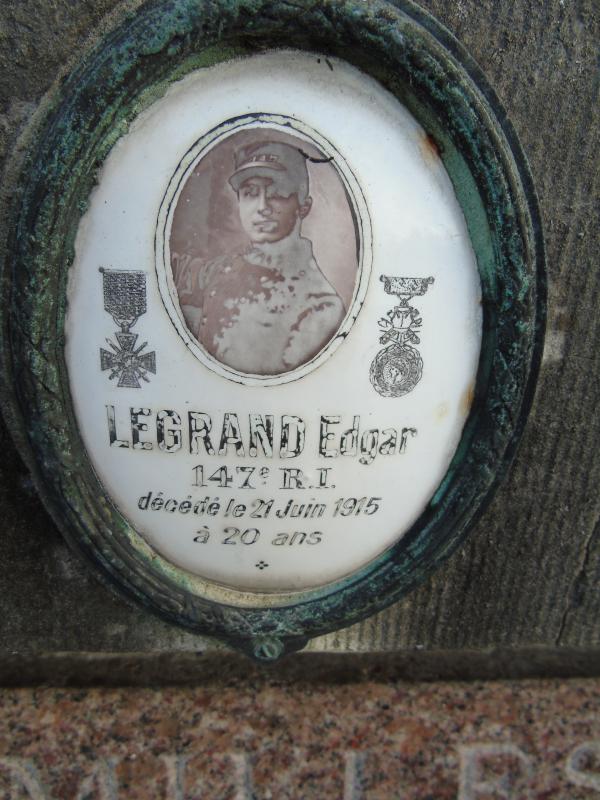 LEGRAND Edgar
147e R.I.
décédé le 21 Juin 1915
à 20 ans